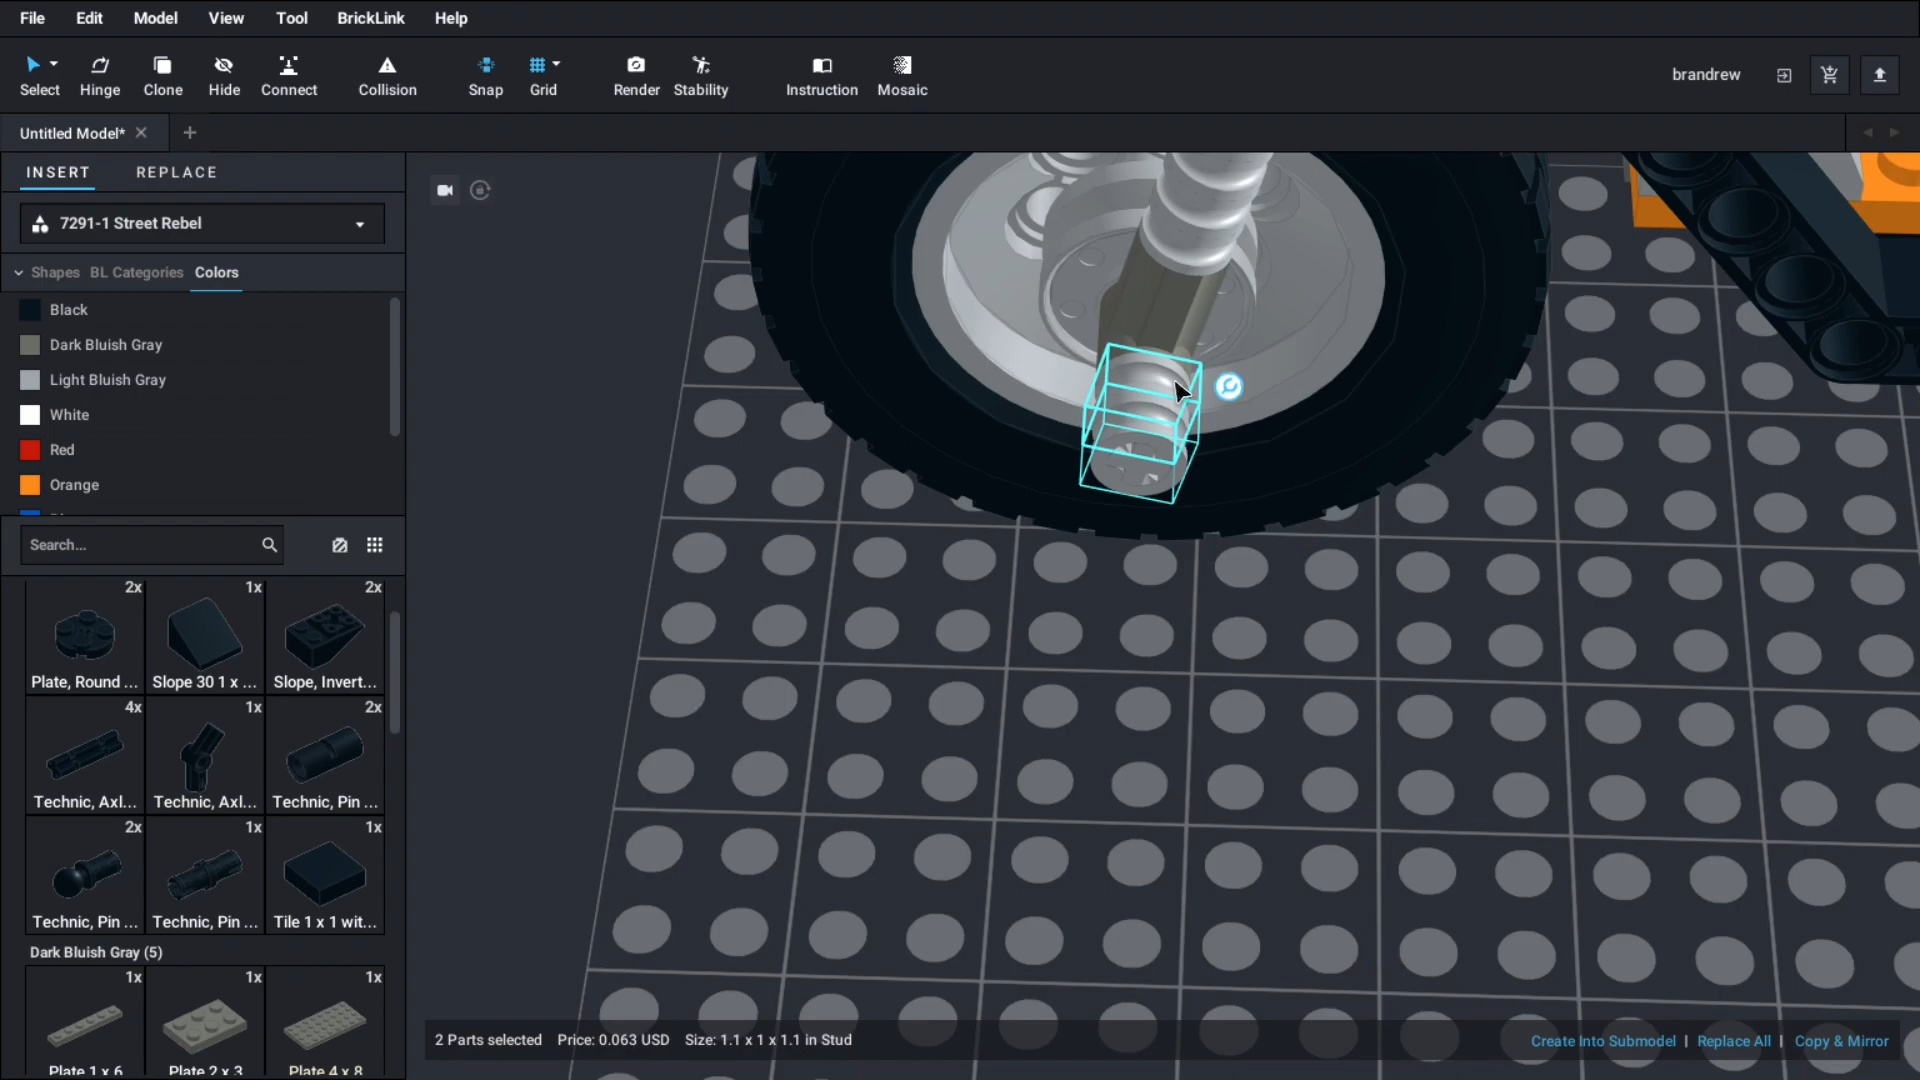 File Edit Model View Tool BrickLink Help
Select Hinge Clone Hide Connect Collision Snap Grid Render Stability Instruction Mosaic
brandrew
Untitled Model*
INSERT REPLACE
7291-1 Street Rebel
Shapes BL Categories Colors
Black
Dark Bluish Gray
Light Bluish Gray
White
Red
Orange
Search...
2x 1x 2x
Plate, Round ... Slope 30 1 x ... Slope, Invert...
4x 1x 2x
Technic, Axl... Technic, Axl... Technic, Pin ...
2x 1x 1x
Technic, Pin ... Technic, Pin ... Tile 1 x 1 wit...
Dark Bluish Gray (5)
1x 1x 1x
Plate 1 x 6 Plate 2 x 3 Plate 4 x 8
2 Parts selected Price: 0.063 USD Size: 1.1 x 1 x 1.1 in Stud
Create Into Submodel | Replace All | Copy & Mirror